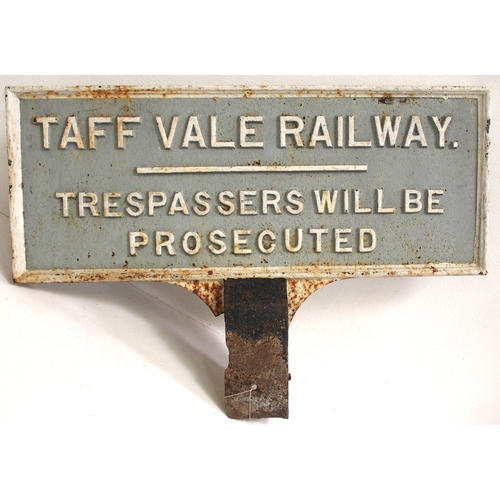 TAFF VALE RAILWAY.
TRESPASSERS WILL BE
PROSECUTED